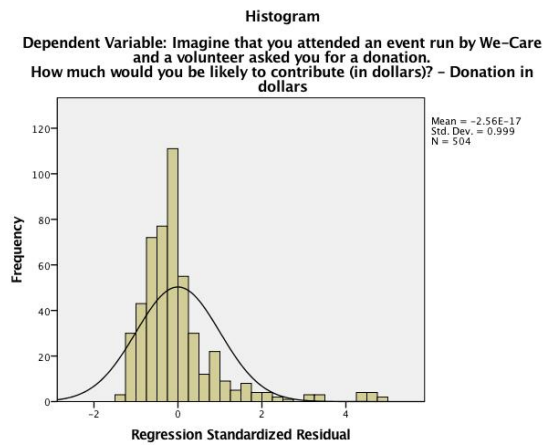 Histogram
Dependent Variable: Imagine that you attended an event run by We-Care
and a volunteer asked you for a donation.
How much would you be likely to contribute (in dollars)? – Donation in
dollars
Mean = –2.56E–17
Std. Dev. = 0.999
N = 504
Frequency
120
100
80
60
40
20
0
–2 0 2 4
Regression Standardized Residual